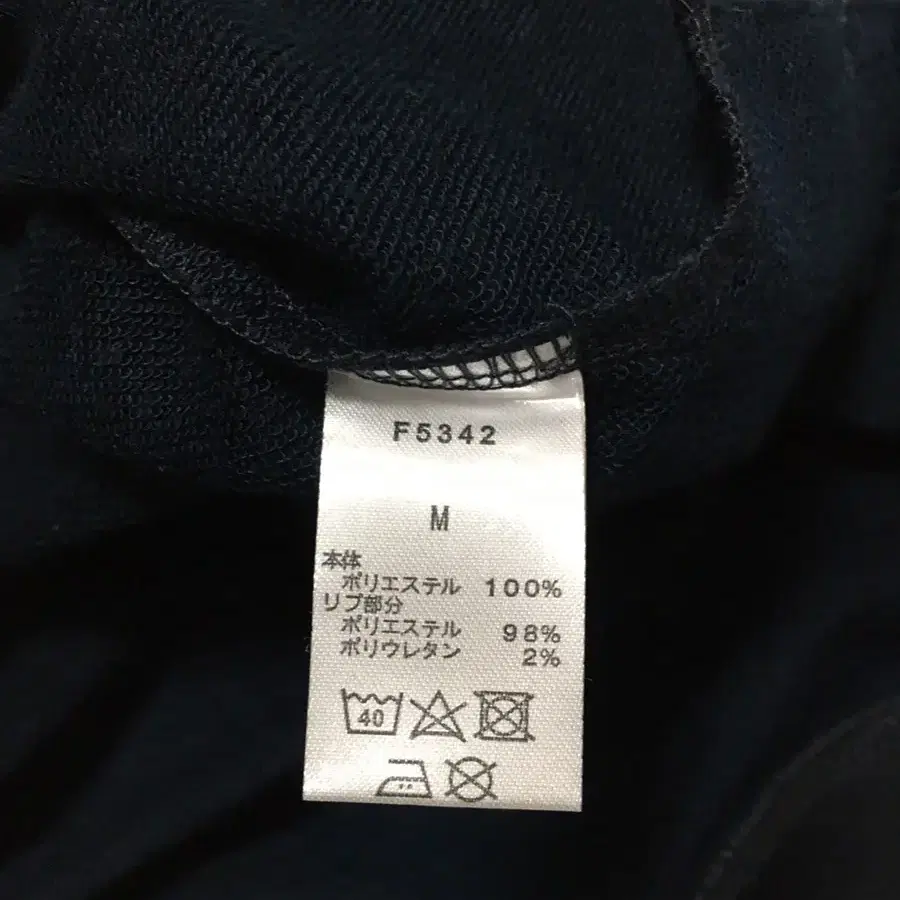 F5342
M
本体
ポリエステル 100%
リブ部分
ポリエステル 98%
ポリウレタン 2%
40